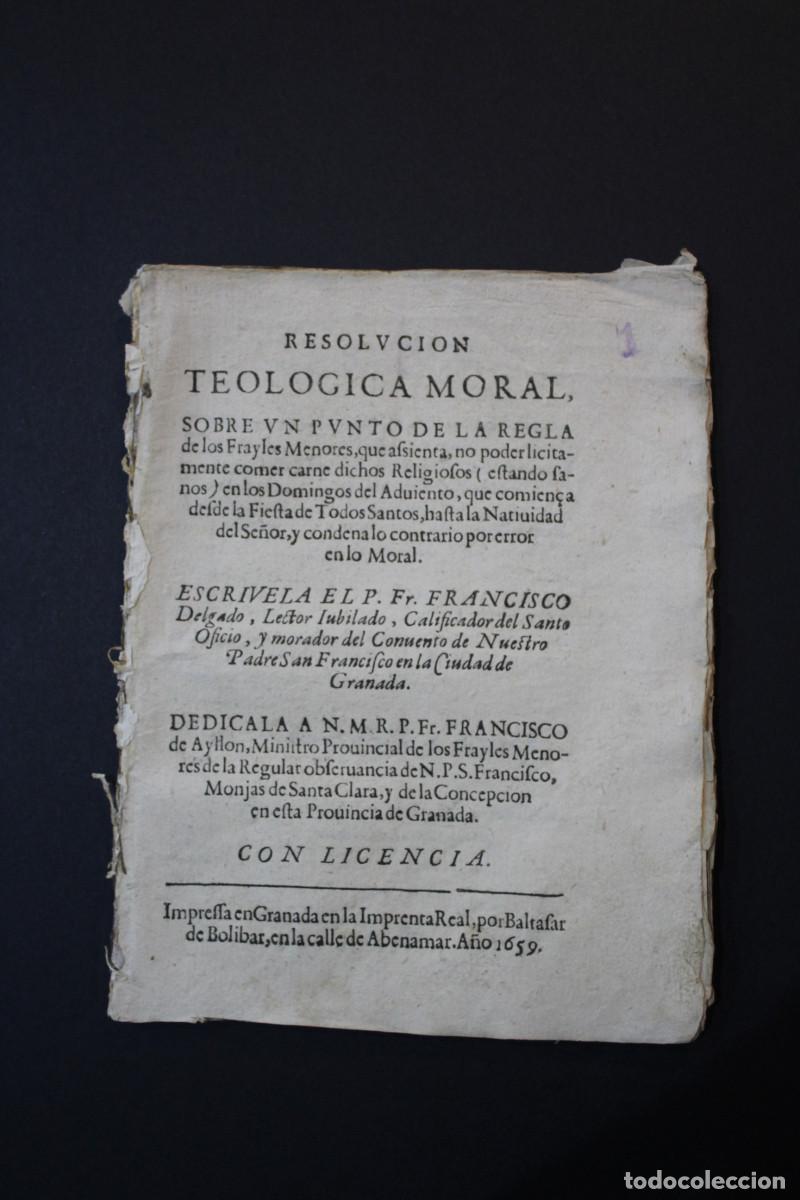 1
RESOLVCION
TEOLOGICA MORAL,
SOBRE VN PVNTO DE LA REGLA
de los Frayles Menores, que aſsienta, no poder licita-
mente comer carne dichos Religioſos ( eſtando ſa-
nos ) en los Domingos del Aduiento, que comiença
deſde la Fieſta de Todos Santos, haſta la Natiuidad
del Señor, y condena lo contrario por error
en lo Moral.
ESCRIVELA EL P. Fr. FRANCISCO
Delgado, Lector Iubilado, Calificador del Santo
Oficio, y morador del Conuento de Nueſtro
Padre San Franciſco en la Ciudad de
Granada.
DEDICALA A N. M. R. P. Fr. FRANCISCO
de Ayllon, Miniſtro Prouincial de los Frayles Meno-
res de la Regular obſeruancia de N. P. S. Franciſco,
Monjas de Santa Clara, y de la Concepcion
en eſta Prouincia de Granada.
CON LICENCIA.
Impreſſa en Granada en la Imprenta Real, por Baltaſar
de Bolibar, en la calle de Abenamar. Año 1659.
todocoleccion